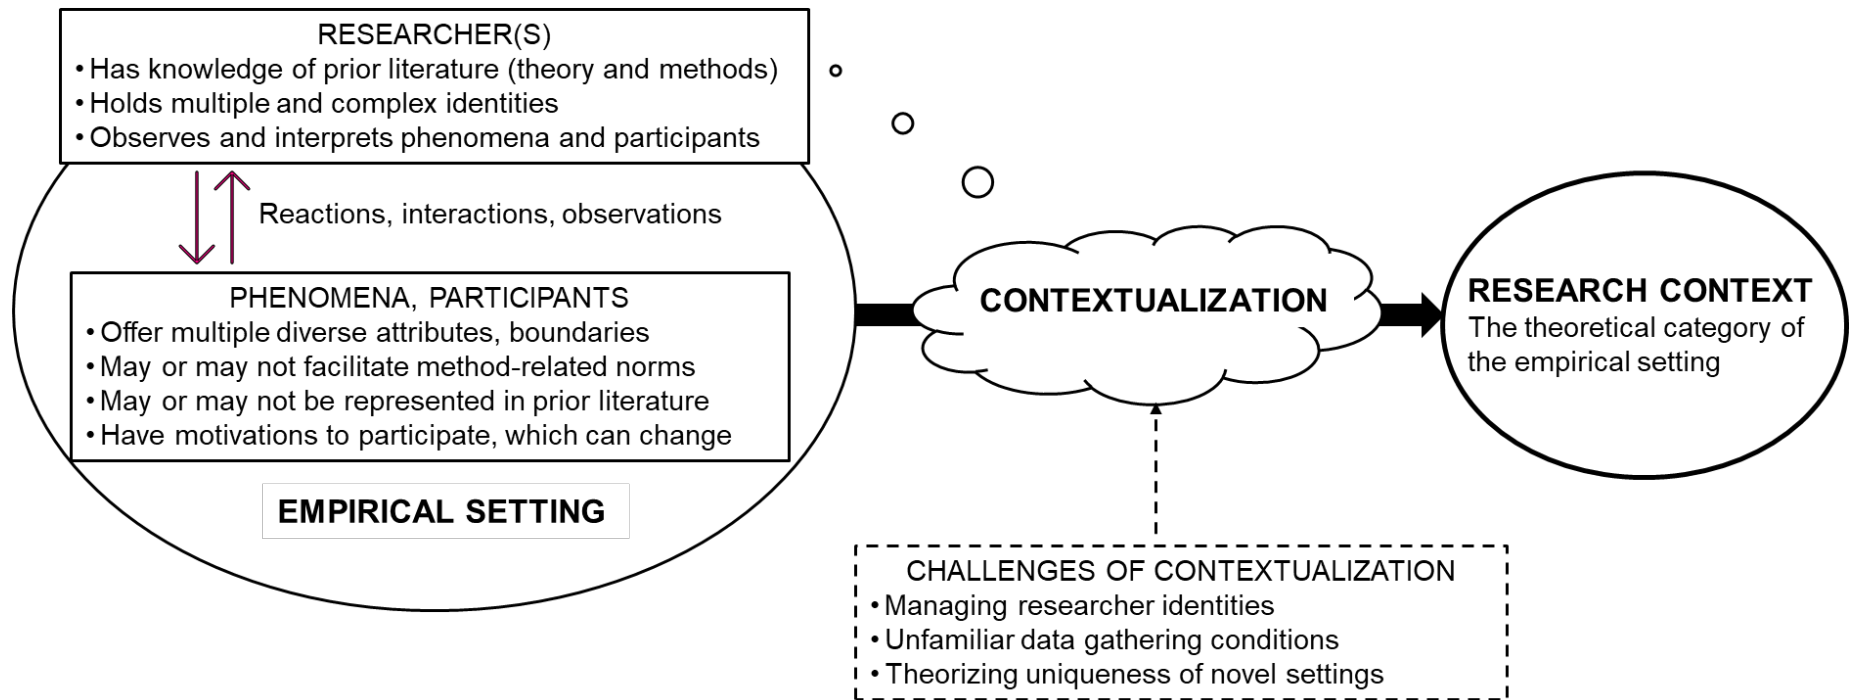 RESEARCHER(S)
• Has knowledge of prior literature (theory and methods)
• Holds multiple and complex identities
• Observes and interprets phenomena and participants
Reactions, interactions, observations
PHENOMENA, PARTICIPANTS
• Offer multiple diverse attributes, boundaries
• May or may not facilitate method-related norms
• May or may not be represented in prior literature
• Have motivations to participate, which can change
EMPIRICAL SETTING
CONTEXTUALIZATION
RESEARCH CONTEXT
The theoretical category of
the empirical setting
CHALLENGES OF CONTEXTUALIZATION
• Managing researcher identities
• Unfamiliar data gathering conditions
• Theorizing uniqueness of novel settings